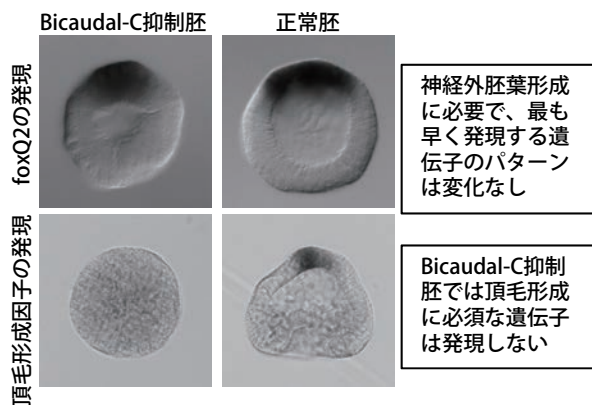 Bicaudal-C抑制胚
正常胚
foxQ2の発現
神経外胚葉形成
に必要で、最も
早く発現する遺
伝子のパターン
は変化なし
頂毛形成因子の発現
Bicaudal-C抑制
胚では頂毛形成
に必須な遺伝子
は発現しない